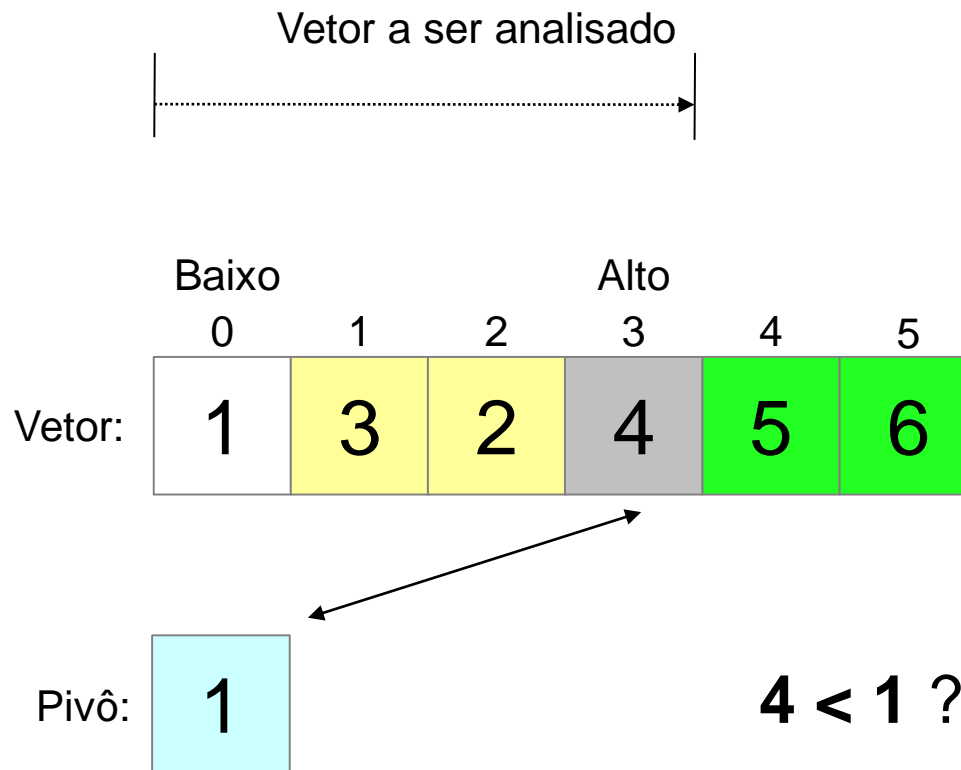 Vetor a ser analisado
Baixo Alto
0 1 2 3 4 5
Vetor: 1 3 2 4 5 6
Pivô: 1 4 < 1 ?